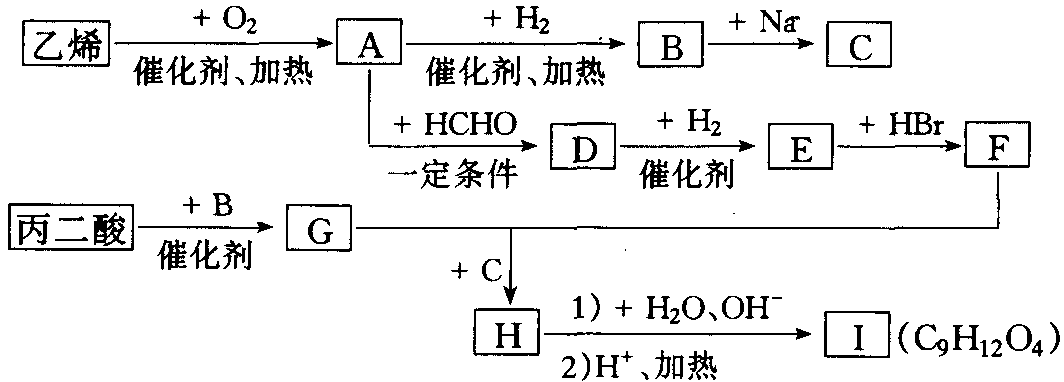 + O₂ + H₂ + Na
乙烯 A B C
催化剂、加热 催化剂、加热
+ HCHO + H₂ + HBr
D E F
一定条件 催化剂
+ B
丙二酸 G
催化剂
+ C
1) + H₂O、OH⁻
H I (C₉H₁₂O₄)
2)H⁺、加热